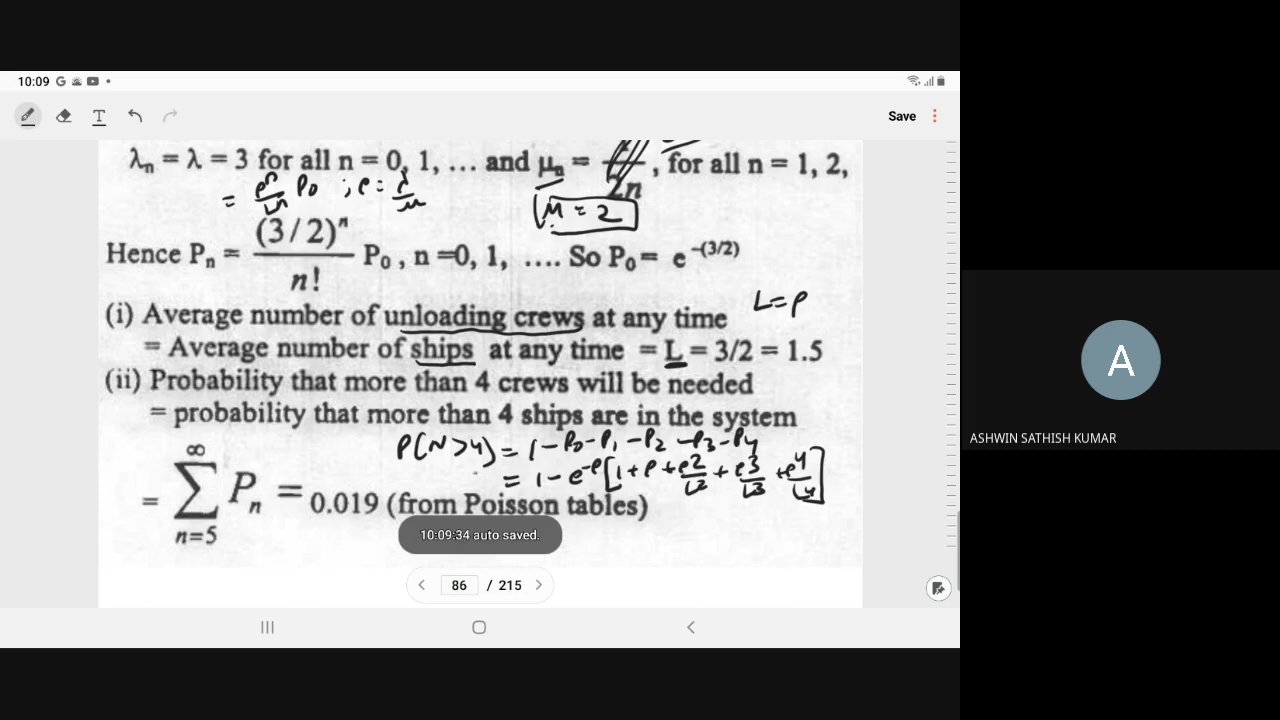 10:09 G
T Save
λn = λ = 3 for all n = 0, 1, … and μn = 2n , for all n = 1, 2,
= ρ^n/⌊n P0 ; ρ = λ/μ
μ = 2
Hence Pn = (3/2)^n / n! P0 , n =0, 1, …. So P0 = e^-(3/2)
L = ρ
(i) Average number of unloading crews at any time
= Average number of ships at any time = L = 3/2 = 1.5
(ii) Probability that more than 4 crews will be needed
= probability that more than 4 ships are in the system
P(N > 4) = 1 - P0 - P1 - P2 - P3 - P4
= 1 - e^-ρ [1 + ρ + ρ^2/⌊2 + ρ^3/⌊3 + ρ^4/⌊4]
= ∞ Σ n=5 Pn = 0.019 (from Poisson tables)
10:09:34 auto saved.
< 86 / 215 >
A
ASHWIN SATHISH KUMAR